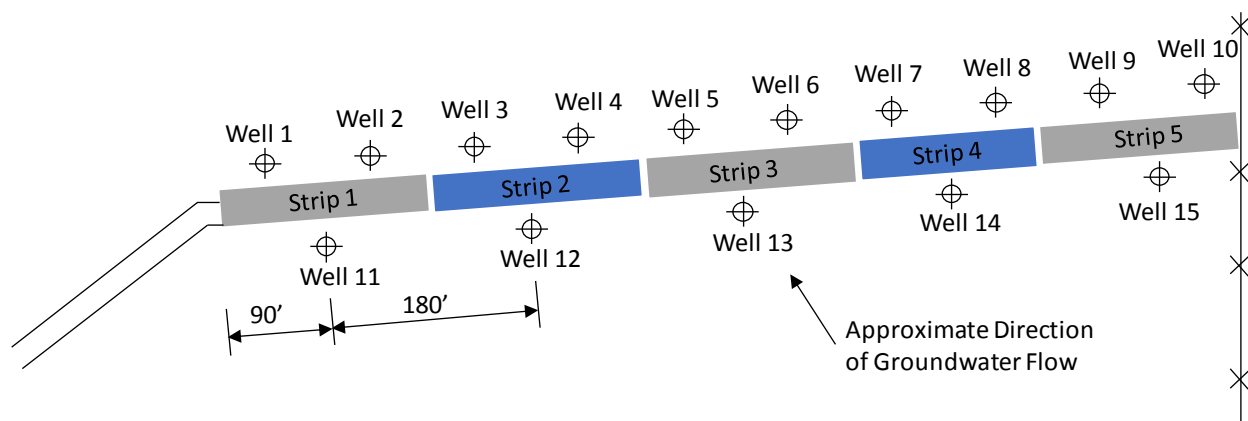 Well 1
Well 2
Well 3
Well 4
Well 5
Well 6
Well 7
Well 8
Well 9
Well 10
Strip 1
Strip 2
Strip 3
Strip 4
Strip 5
Well 11
Well 12
Well 13
Well 14
Well 15
90’
180’
Approximate Direction
of Groundwater Flow